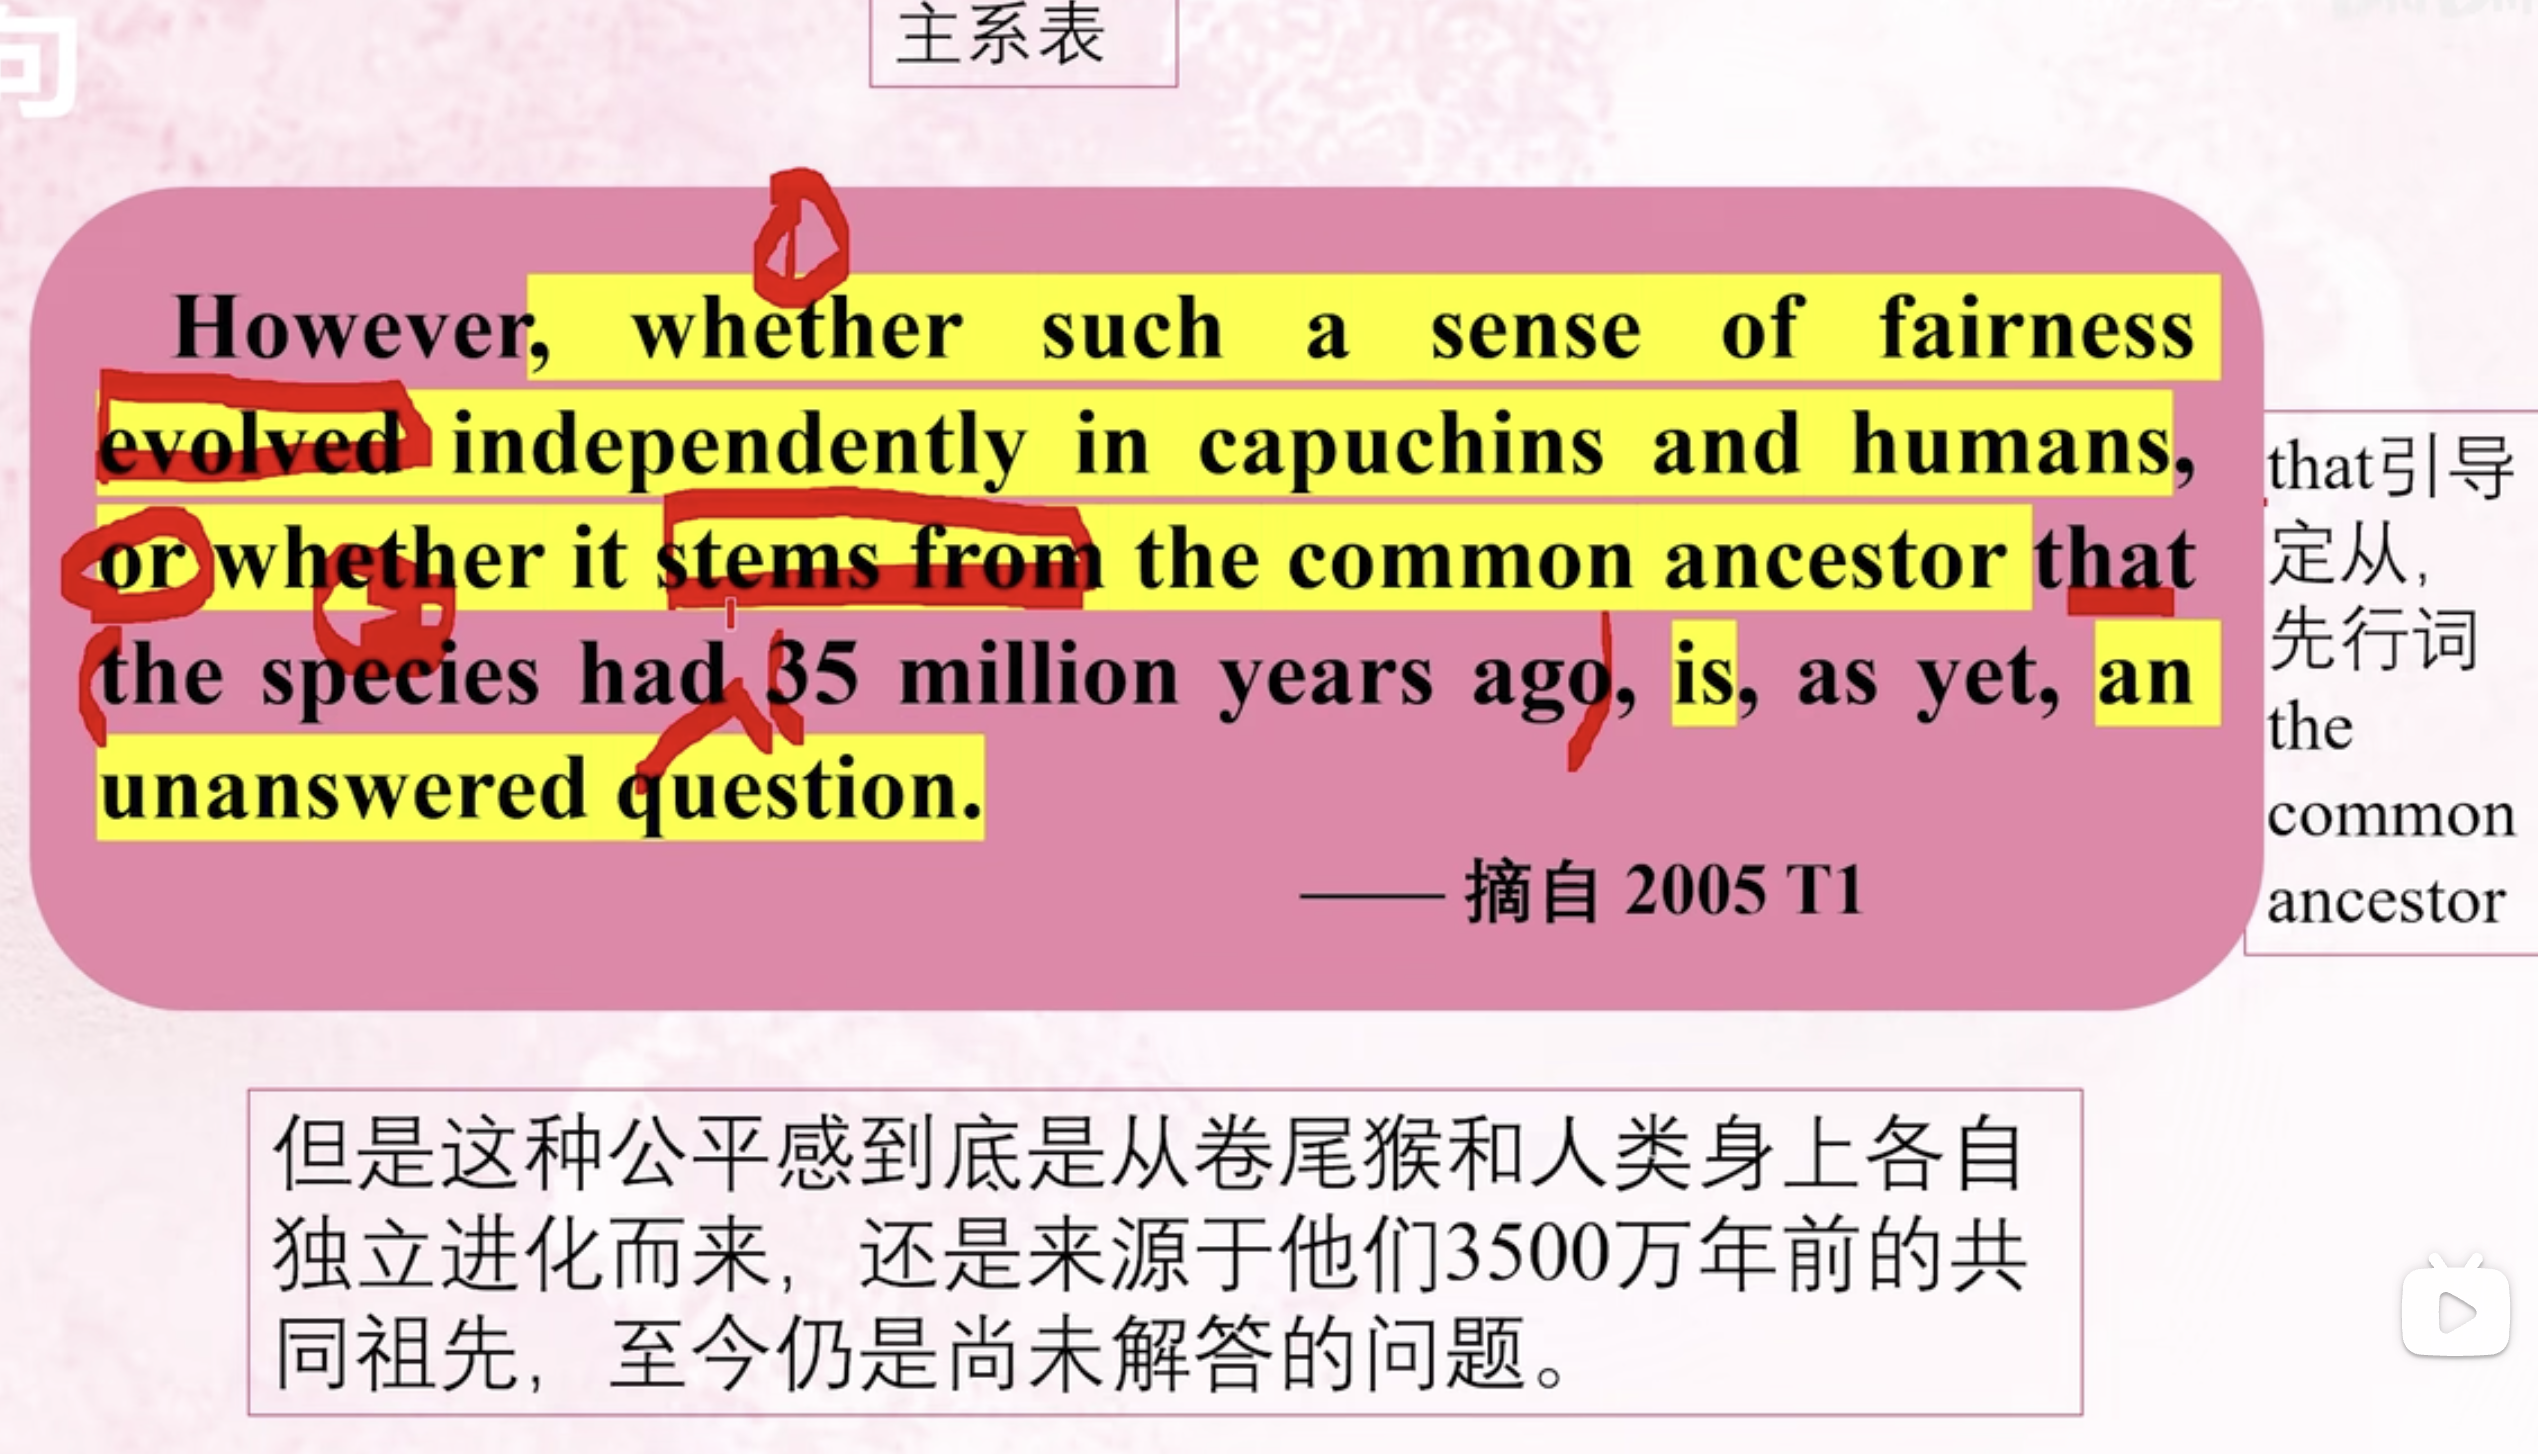 句
主系表
However, whether such a sense of fairness
evolved independently in capuchins and humans,
or whether it stems from the common ancestor that
the species had 35 million years ago, is, as yet, an
unanswered question.
—— 摘自 2005 T1
that引导
定从,
先行词
the
common
ancestor
但是这种公平感到底是从卷尾猴和人类身上各自
独立进化而来，还是来源于他们3500万年前的共
同祖先，至今仍是尚未解答的问题。